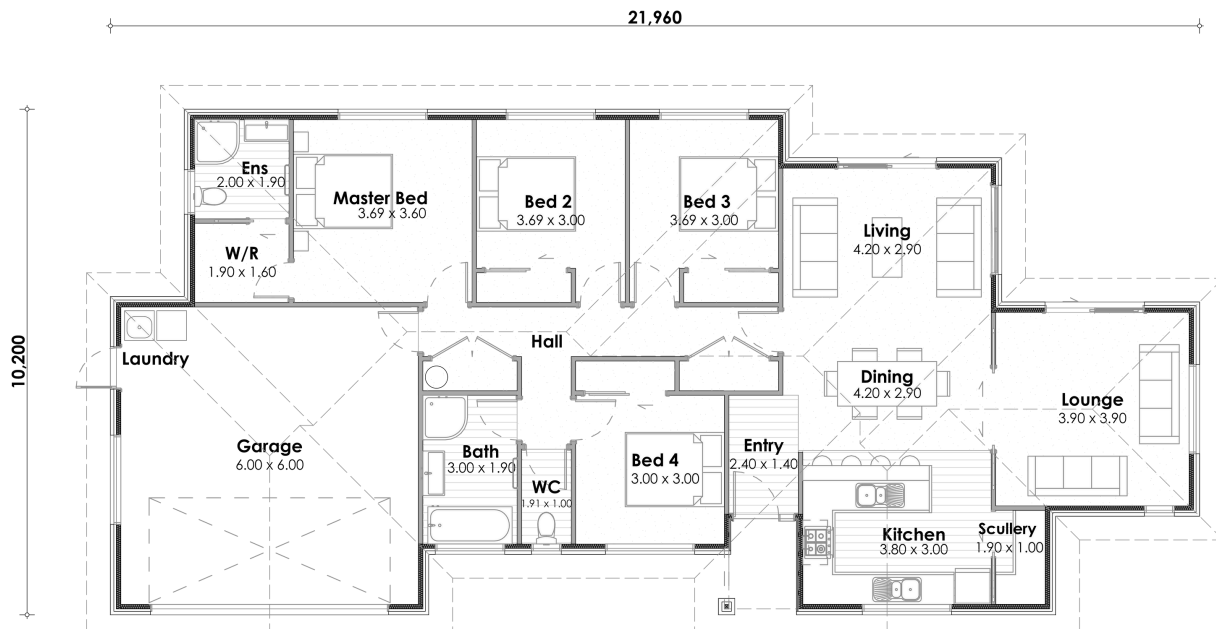 21,960
10,200
Ens
2.00 x 1.90
Master Bed
3.69 x 3.60
Bed 2
3.69 x 3.00
Bed 3
3.69 x 3.00
Living
4.20 x 2.90
W/R
1.90 x 1.60
Hall
Laundry
Dining
4.20 x 2.90
Lounge
3.90 x 3.90
Garage
6.00 x 6.00
Bath
3.00 x 1.90
WC
1.91 x 1.00
Bed 4
3.00 x 3.00
Entry
2.40 x 1.40
Kitchen
3.80 x 3.00
Scullery
1.90 x 1.00